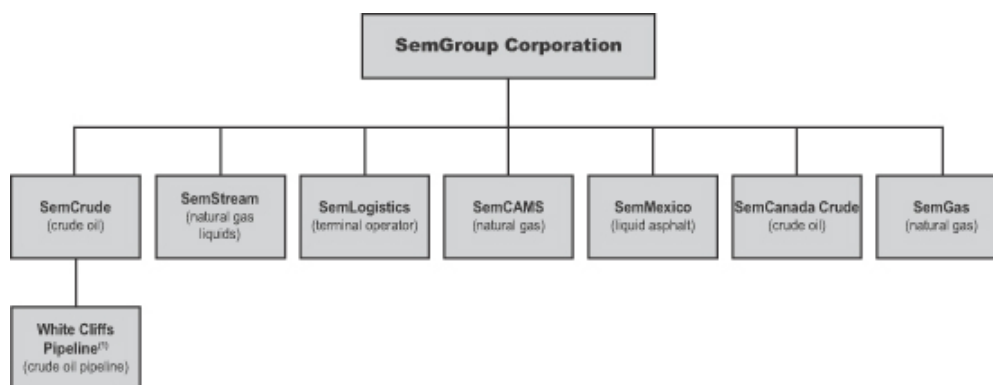 SemGroup Corporation
SemCrude
(crude oil)
SemStream
(natural gas
liquids)
SemLogistics
(terminal operator)
SemCAMS
(natural gas)
SemMexico
(liquid asphalt)
SemCanada Crude
(crude oil)
SemGas
(natural gas)
White Cliffs
Pipeline(1)
(crude oil pipeline)